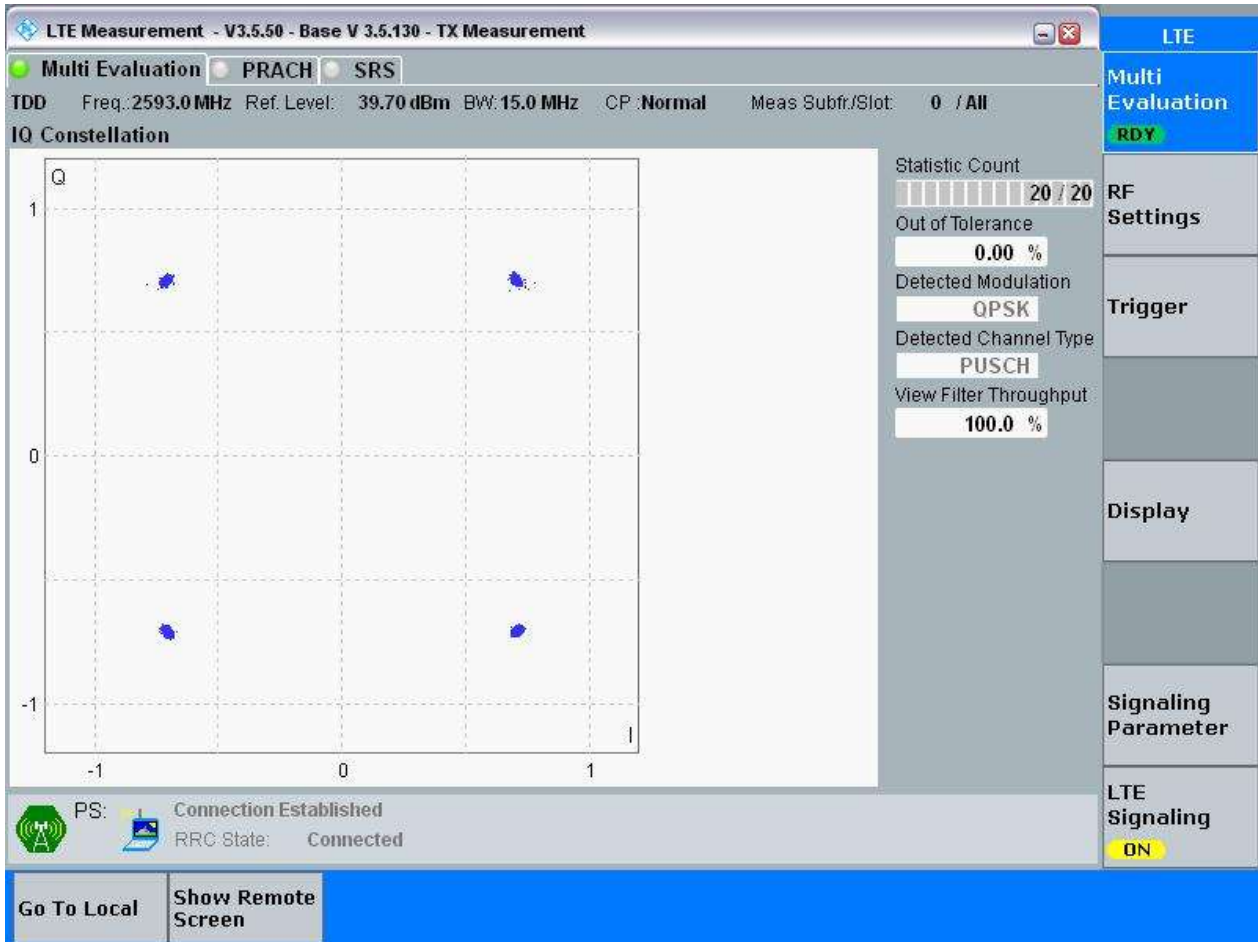 LTE Measurement - V3.5.50 - Base V 3.5.130 - TX Measurement
Multi Evaluation PRACH SRS
TDD Freq.:2593.0 MHz Ref. Level: 39.70 dBm BW:15.0 MHz CP :Normal Meas Subfr./Slot: 0 / All
IQ Constellation
Q
1
0
-1
I
-1 0 1
Statistic Count
20 / 20
Out of Tolerance
0.00 %
Detected Modulation
QPSK
Detected Channel Type
PUSCH
View Filter Throughput
100.0 %
PS: Connection Established
RRC State: Connected
LTE
Multi
Evaluation
RDY
RF
Settings
Trigger
Display
Signaling
Parameter
LTE
Signaling
ON
Go To Local
Show Remote
Screen